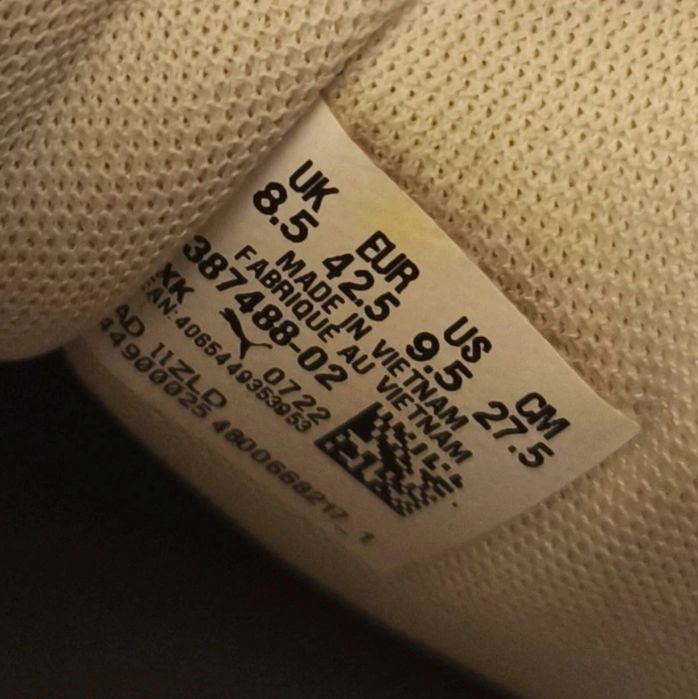 UK EUR US CM
8.5 42.5 9.5 27.5
MADE IN VIETNAM
FABRIQUE AU VIETNAM
387488-02
XK 0722
EAN:4065449353953
AD 11ZLD
44900025 4800668217_1